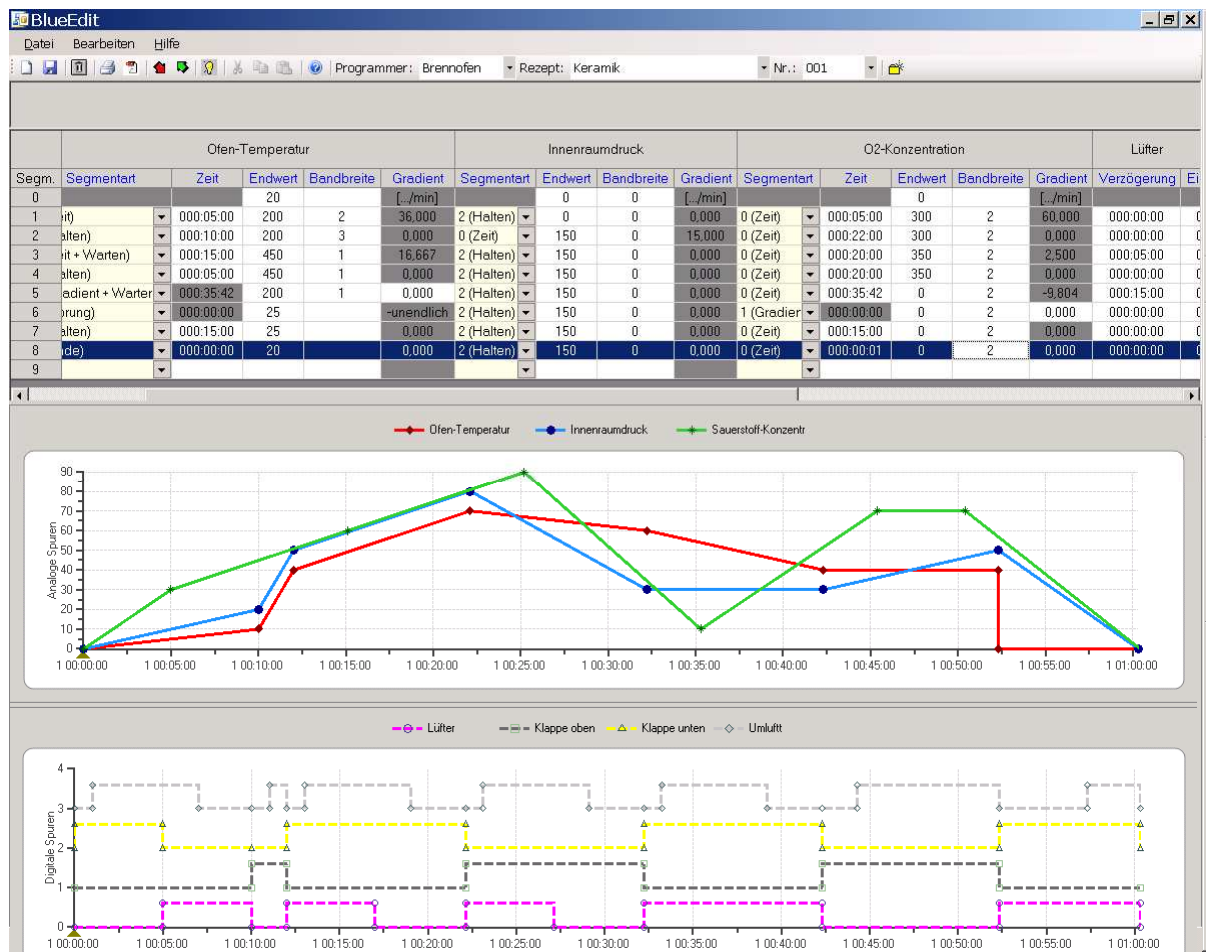 BlueEdit
Datei Bearbeiten Hilfe
Programmer: Brennofen Rezept: Keramik Nr.: 001
Ofen-Temperatur Innenraumdruck O2-Konzentration Lüfter
Segm. Segmentart Zeit Endwert Bandbreite Gradient Segmentart Endwert Bandbreite Gradient Segmentart Zeit Endwert Bandbreite Gradient Verzögerung Ei
0 20 [.../min] 0 0 [.../min] 0 [.../min]
1 it) 000:05:00 200 2 36,000 2 (Halten) 0 0 0,000 0 (Zeit) 000:05:00 300 2 60,000 000:00:00
2 alten) 000:10:00 200 3 0,000 0 (Zeit) 150 0 15,000 0 (Zeit) 000:22:00 300 2 0,000 000:00:00
3 it + Warten) 000:15:00 450 1 16,667 2 (Halten) 150 0 0,000 0 (Zeit) 000:20:00 350 2 2,500 000:05:00
4 alten) 000:05:00 450 1 0,000 2 (Halten) 150 0 0,000 0 (Zeit) 000:20:00 350 2 0,000 000:00:00
5 adient + Warter 000:35:42 200 1 0,000 2 (Halten) 150 0 0,000 0 (Zeit) 000:35:42 0 2 -9,804 000:15:00
6 prung) 000:00:00 25 -unendlich 2 (Halten) 150 0 0,000 1 (Gradier 000:00:00 0 2 0,000 000:00:00
7 alten) 000:15:00 25 0,000 2 (Halten) 150 0 0,000 0 (Zeit) 000:15:00 0 2 0,000 000:00:00
8 nde) 000:00:00 20 0,000 2 (Halten) 150 0 0,000 0 (Zeit) 000:00:01 0 2 0,000 000:00:00
9
Ofen-Temperatur Innenraumdruck Sauerstoff-Konzentr
Analoge Spuren
90
80
70
60
50
40
30
20
10
0
1 00:00:00 1 00:05:00 1 00:10:00 1 00:15:00 1 00:20:00 1 00:25:00 1 00:30:00 1 00:35:00 1 00:40:00 1 00:45:00 1 00:50:00 1 00:55:00 1 01:00:00
Lüfter Klappe oben Klappe unten Umluftt
Digitale Spuren
4
3
2
1
0
1 00:00:00 1 00:05:00 1 00:10:00 1 00:15:00 1 00:20:00 1 00:25:00 1 00:30:00 1 00:35:00 1 00:40:00 1 00:45:00 1 00:50:00 1 00:55:00 1 01:00:00